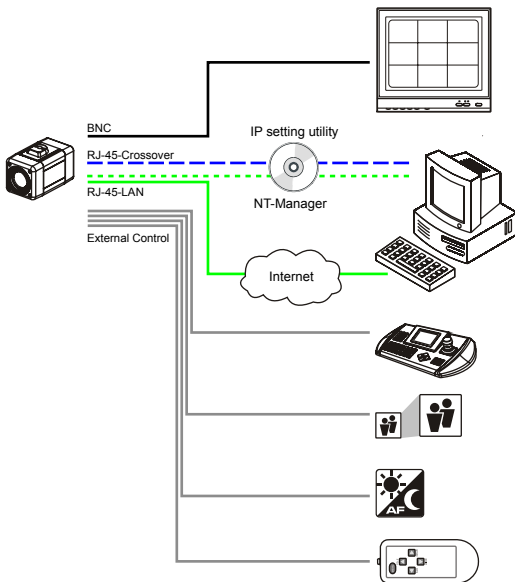 BNC
IP setting utility
RJ-45-Crossover
RJ-45-LAN
NT-Manager
External Control
Internet
AF